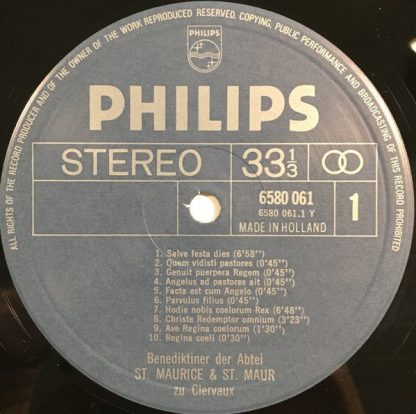 ALL RIGHTS OF THE RECORD PRODUCER AND OF THE OWNER OF THE WORK REPRODUCED RESERVED. COPYING, PUBLIC PERFORMANCE AND BROADCASTING OF THIS RECORD PROHIBITED!
PHILIPS
PHILIPS
STEREO 33⅓
6580 061 1
6580 061.1 Y
MADE IN HOLLAND
1. Salve festa dies (6'58")
2. Quem vidisti pastores (0'45")
3. Genuit puerpera Regem (0'45")
4. Angelus ad pastores ait (0'45")
5. Facta est cum Angelo (0'45")
6. Parvulus filius (0'45")
7. Hodie nobis coelorum Rex (6'48")
8. Christe Redemptor omnium (3'23")
9. Ave Regina coelorum (1'30")
10. Regina coeli (0'30")
Benediktiner der Abtei
ST. MAURICE & ST. MAUR
zu Clervaux